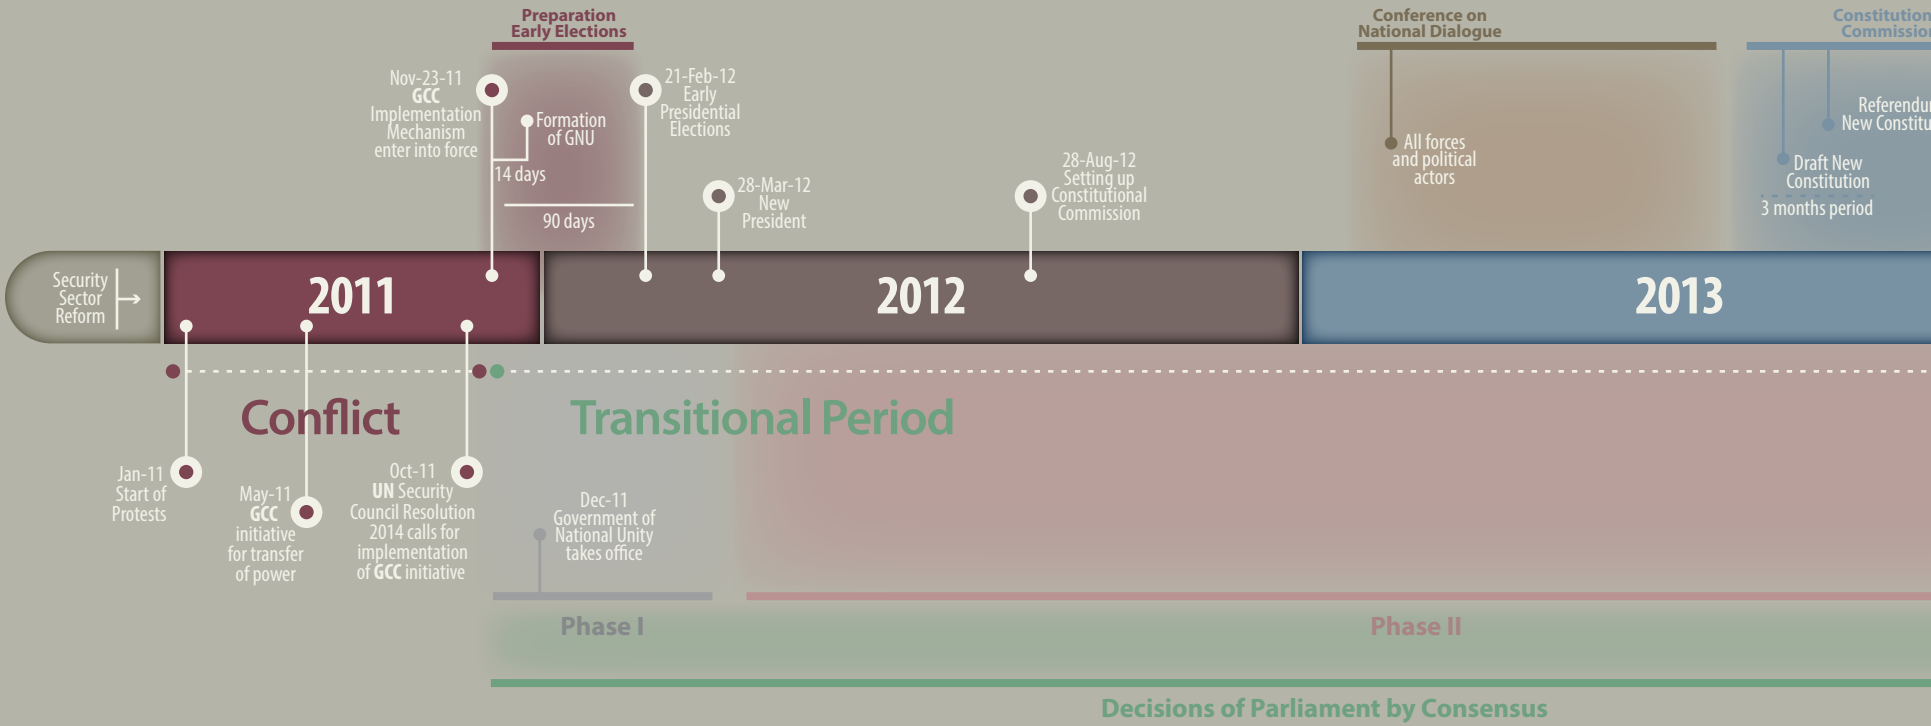 Preparation
Early Elections
Conference on
National Dialogue
Constitution
Commission
Nov-23-11
GCC
Implementation
Mechanism
enter into force
Formation
of GNU
14 days
90 days
21-Feb-12
Early
Presidential
Elections
28-Mar-12
New
President
28-Aug-12
Setting up
Constitutional
Commission
All forces
and political
actors
Referendu
New Constitu
Draft New
Constitution
3 months period
Security
Sector
Reform
2011
2012
2013
Conflict
Transitional Period
Jan-11
Start of
Protests
May-11
GCC
initiative
for transfer
of power
Oct-11
UN Security
Council Resolution
2014 calls for
implementation
of GCC initiative
Dec-11
Government of
National Unity
takes office
Phase I
Phase II
Decisions of Parliament by Consensus